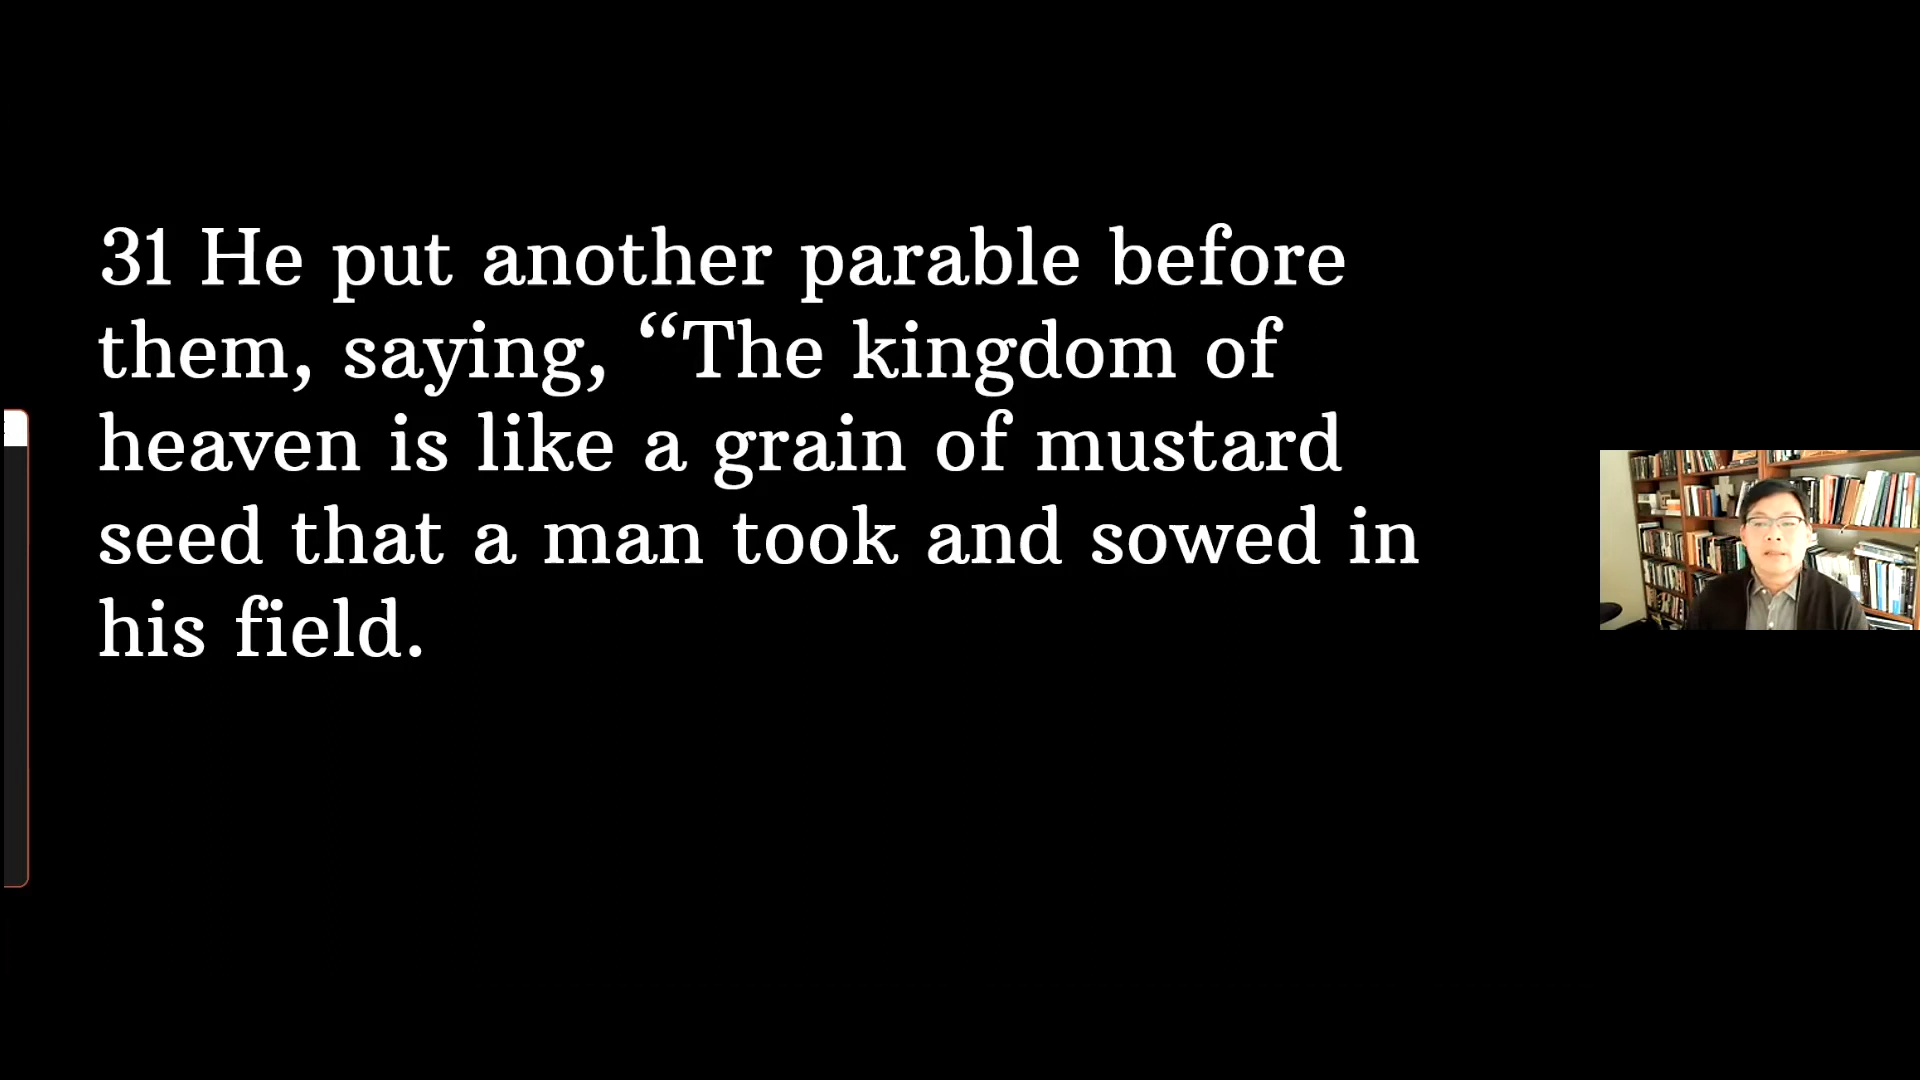 31 He put another parable before
them, saying, “The kingdom of
heaven is like a grain of mustard
seed that a man took and sowed in
his field.